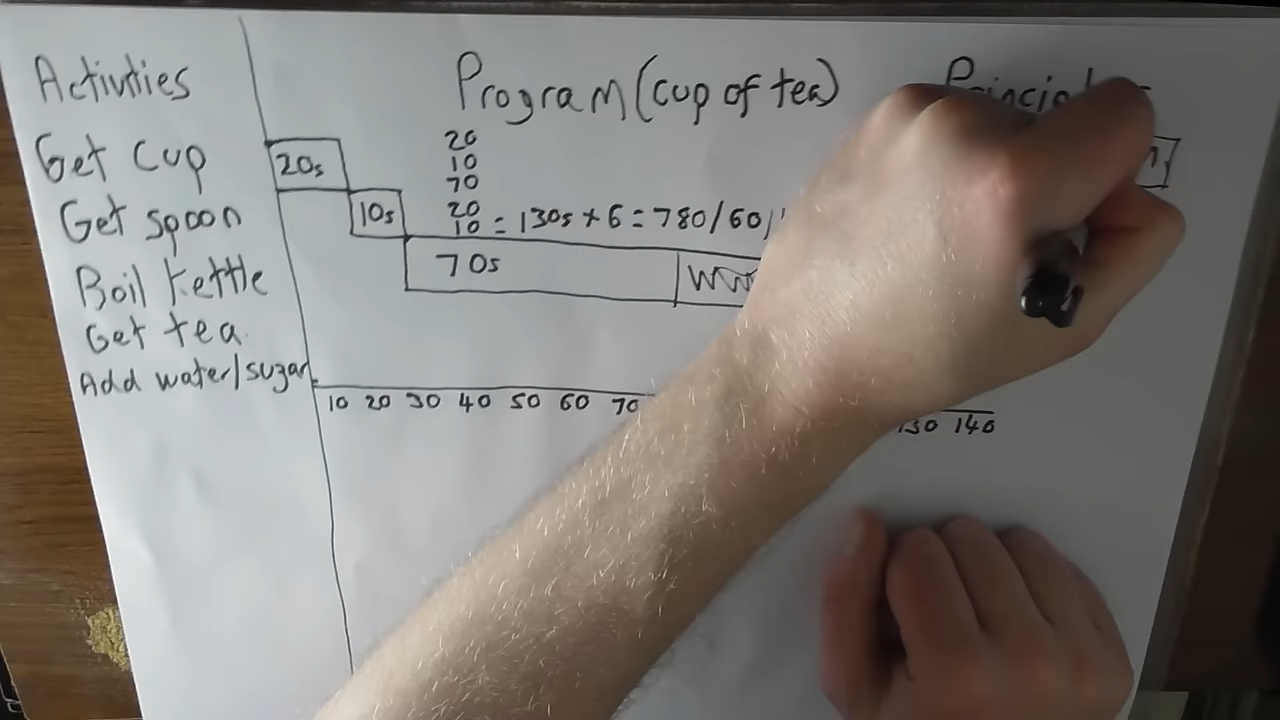 Activties
Program (cup of tea)
Get Cup
20s
20
10
70
Get spoon
10s
20
10 = 130s + 6 = 780/60/
Boil Kettle
70s
Get tea
Add water/sugar
10 20 30 40 50 60 70
130 140